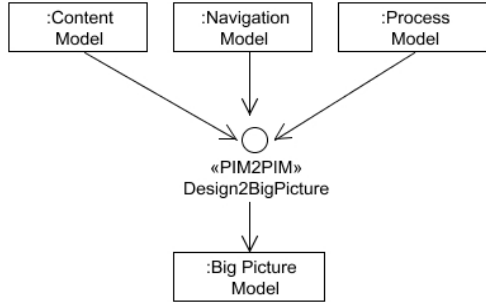 :Content
Model
:Navigation
Model
:Process
Model
«PIM2PIM»
Design2BigPicture
:Big Picture
Model